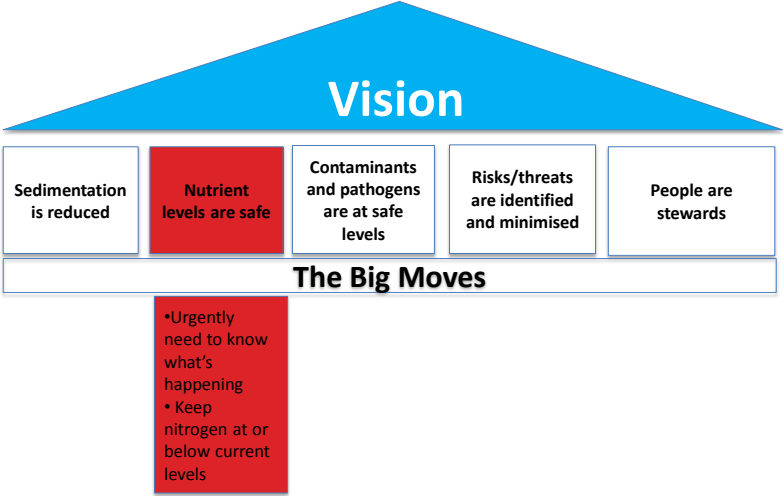 Vision
Sedimentation
is reduced
Nutrient
levels are safe
Contaminants
and pathogens
are at safe
levels
Risks/threats
are identified
and minimised
People are
stewards
The Big Moves
•Urgently
need to know
what’s
happening
• Keep
nitrogen at or
below current
levels